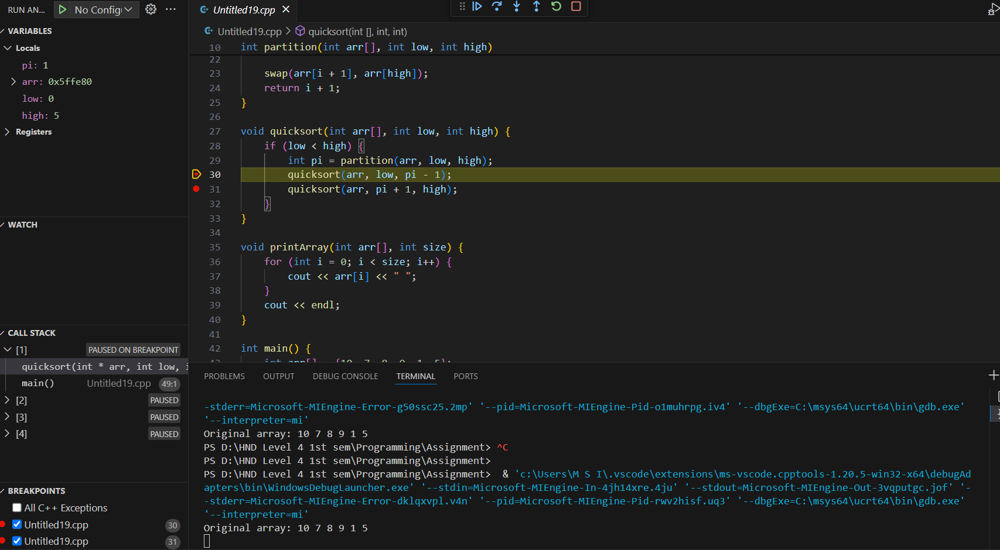 RUN AN... No Config ...
VARIABLES
Locals
pi: 1
arr: 0x5ffe80
low: 0
high: 5
Registers
WATCH
CALL STACK
[1] PAUSED ON BREAKPOINT
quicksort(int * arr, int low, i
main() Untitled19.cpp 49:1
[2] PAUSED
[3] PAUSED
[4] PAUSED
BREAKPOINTS
All C++ Exceptions
Untitled19.cpp 30
Untitled19.cpp 31
Untitled19.cpp
Untitled19.cpp > quicksort(int [], int, int)
10 int partition(int arr[], int low, int high)
22
23 swap(arr[i + 1], arr[high]);
24 return i + 1;
25 }
26
27 void quicksort(int arr[], int low, int high) {
28 if (low < high) {
29 int pi = partition(arr, low, high);
30 quicksort(arr, low, pi - 1);
31 quicksort(arr, pi + 1, high);
32 }
33 }
34
35 void printArray(int arr[], int size) {
36 for (int i = 0; i < size; i++) {
37 cout << arr[i] << " ";
38 }
39 cout << endl;
40 }
41
42 int main() {
43 int arr[] = {10, 7, 8, 9, 1, 5};
PROBLEMS OUTPUT DEBUG CONSOLE TERMINAL PORTS
-stderr=Microsoft-MIEngine-Error-g50ssc25.2mp' '--pid=Microsoft-MIEngine-Pid-o1muhrpg.iv4' '--dbgExe=C:\msys64\ucrt64\bin\gdb.exe'
'--interpreter=mi'
Original array: 10 7 8 9 1 5
PS D:\HND Level 4 1st sem\Programming\Assignment> ^C
PS D:\HND Level 4 1st sem\Programming\Assignment>
PS D:\HND Level 4 1st sem\Programming\Assignment> & 'c:\Users\M S I\.vscode\extensions\ms-vscode.cpptools-1.20.5-win32-x64\debugAd
apters\bin\WindowsDebugLauncher.exe' '--stdin=Microsoft-MIEngine-In-4jh14xre.4ju' '--stdout=Microsoft-MIEngine-Out-3vqputgc.jof' '-
-stderr=Microsoft-MIEngine-Error-dklqxvpl.v4n' '--pid=Microsoft-MIEngine-Pid-rwv2hisf.uq3' '--dbgExe=C:\msys64\ucrt64\bin\gdb.exe'
'--interpreter=mi'
Original array: 10 7 8 9 1 5